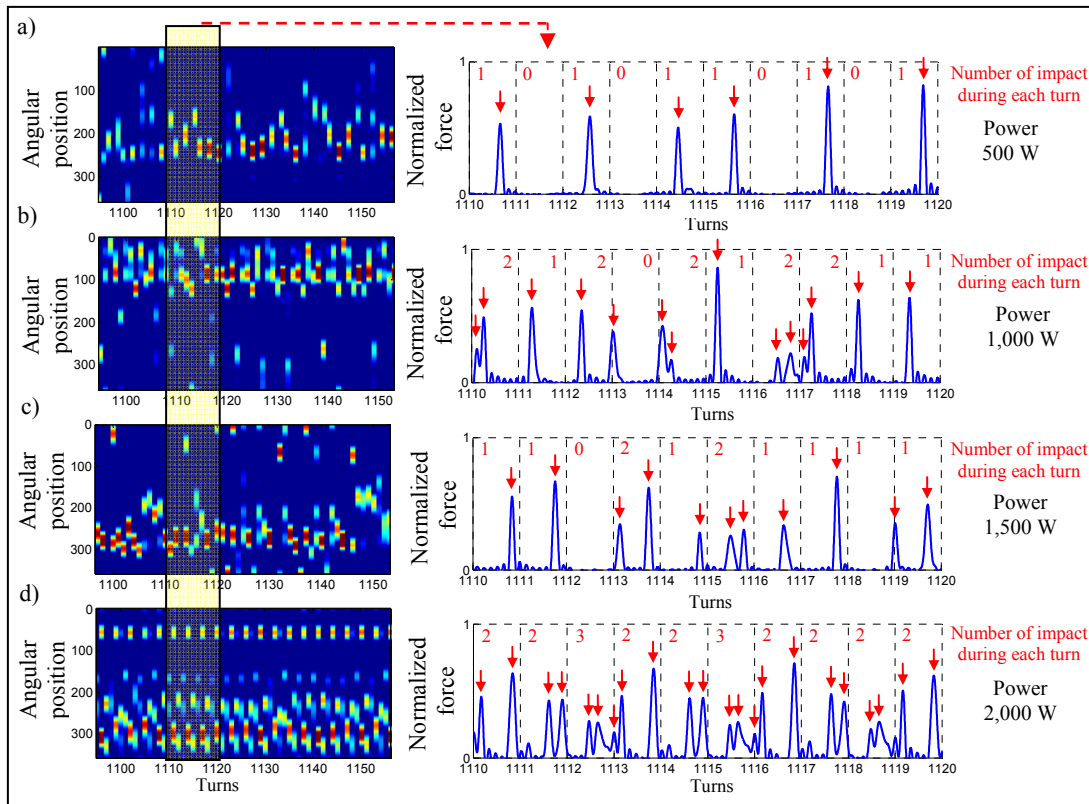 a)
Angular
position
100
200
300
1100
1110
1120
1130
1140
1150
Normalized
force
1
0
1 0 1 0 1 1 0 1 0 1
1110 1111 1112 1113 1114 1115 1116 1117 1118 1119 1120
Turns
Number of impact
during each turn
Power
500 W
b)
Angular
position
0
100
200
300
1100
1110
1120
1130
1140
1150
Normalized
force
1
0
2 1 2 0 2 1 2 2 1 1
1110 1111 1112 1113 1114 1115 1116 1117 1118 1119 1120
Turns
Number of impact
during each turn
Power
1,000 W
c)
Angular
position
0
100
200
300
1100
1110
1120
1130
1140
1150
Normalized
force
1
0
1 1 0 2 1 2 1 1 1 1
1110 1111 1112 1113 1114 1115 1116 1117 1118 1119 1120
Turns
Number of impact
during each turn
Power
1,500 W
d)
Angular
position
0
100
200
300
1100
1110
1120
1130
1140
1150
Turns
Normalized
force
1
0
2 2 3 2 2 3 2 2 2 2
1110 1111 1112 1113 1114 1115 1116 1117 1118 1119 1120
Turns
Number of impact
during each turn
Power
2,000 W